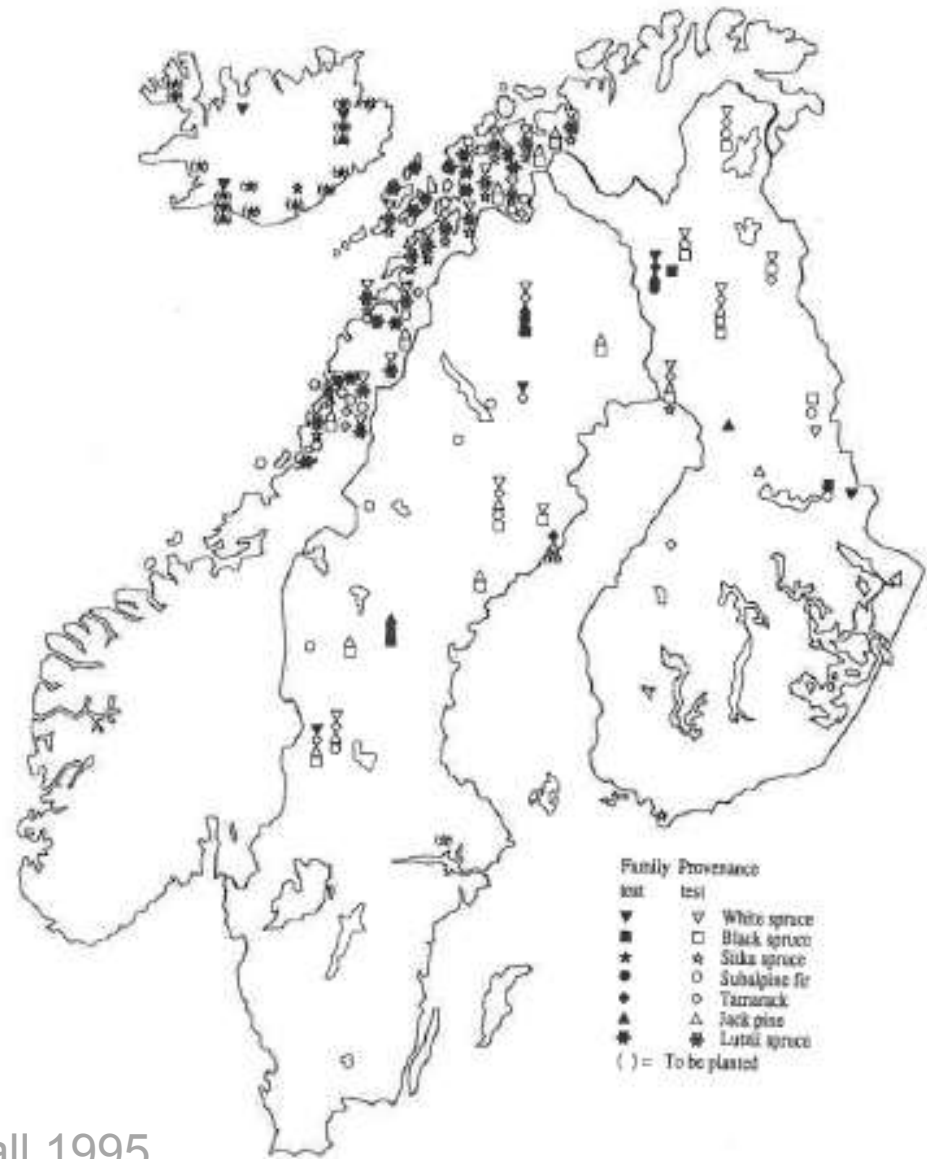 Family Provenance
test test
White spruce
Black spruce
Sitka spruce
Subalpine fir
Tamarack
Jack pine
Lutzii spruce
( ) = To be planted
all 1995